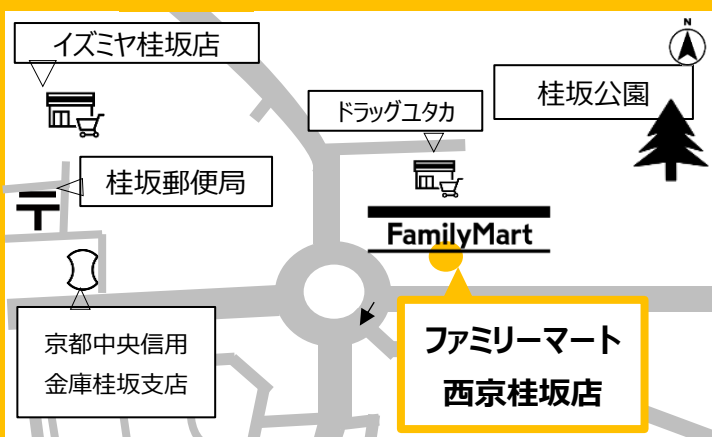 イズミヤ桂坂店
N
桂坂公園
ドラッグユタカ
桂坂郵便局
〒
FamilyMart
京都中央信用
金庫桂坂支店
ファミリーマート
西京桂坂店